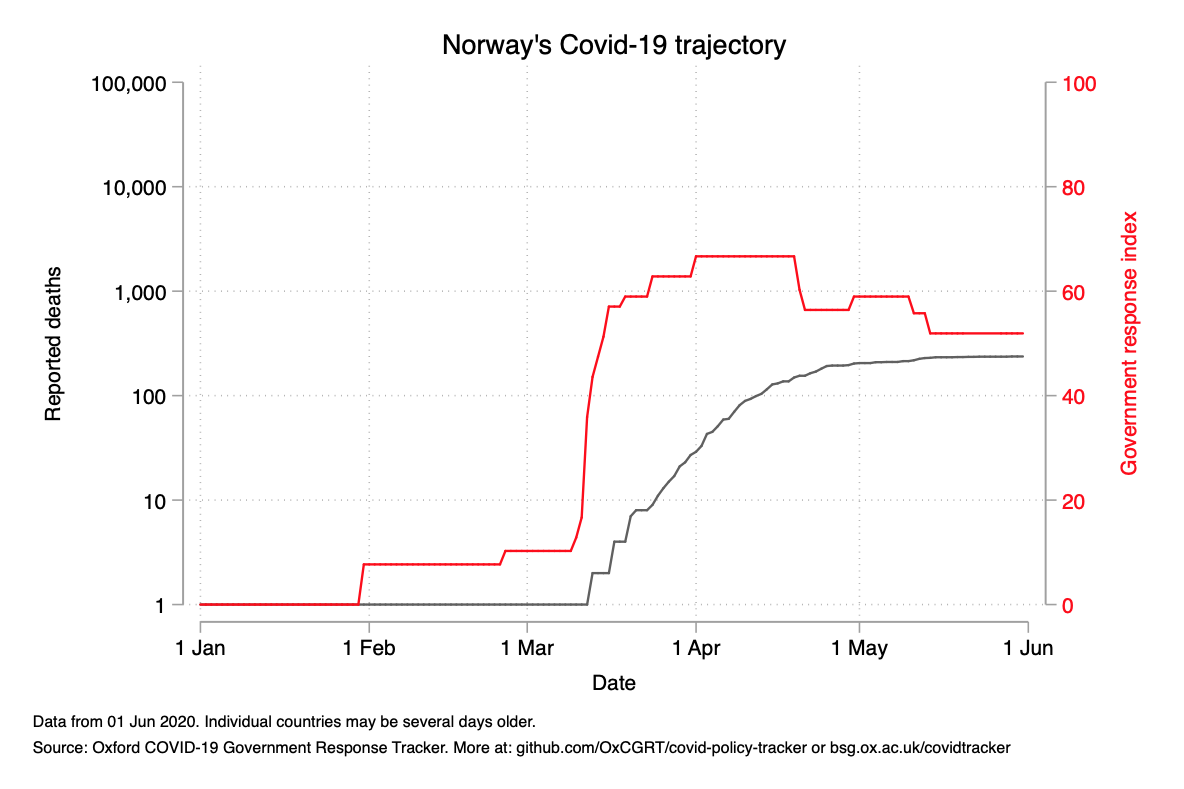 Norway's Covid-19 trajectory
100,000
10,000
1,000
100
10
1
Reported deaths
100
80
60
40
20
0
Government response index
1 Jan
1 Feb
1 Mar
1 Apr
1 May
1 Jun
Date
Data from 01 Jun 2020. Individual countries may be several days older.
Source: Oxford COVID-19 Government Response Tracker. More at: github.com/OxCGRT/covid-policy-tracker or bsg.ox.ac.uk/covidtracker